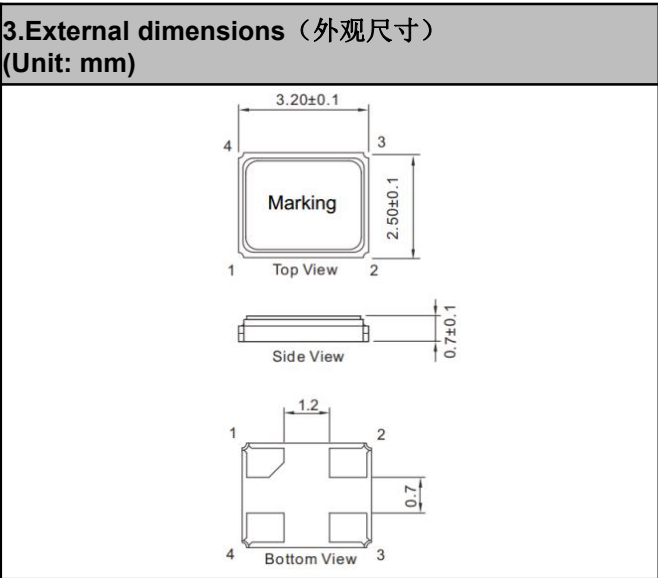 3.External dimensions（外观尺寸）
(Unit: mm)
3.20±0.1
4
3
Marking
2.50±0.1
1
Top View
2
0.7±0.1
Side View
1.2
1
2
0.7
4
Bottom View
3